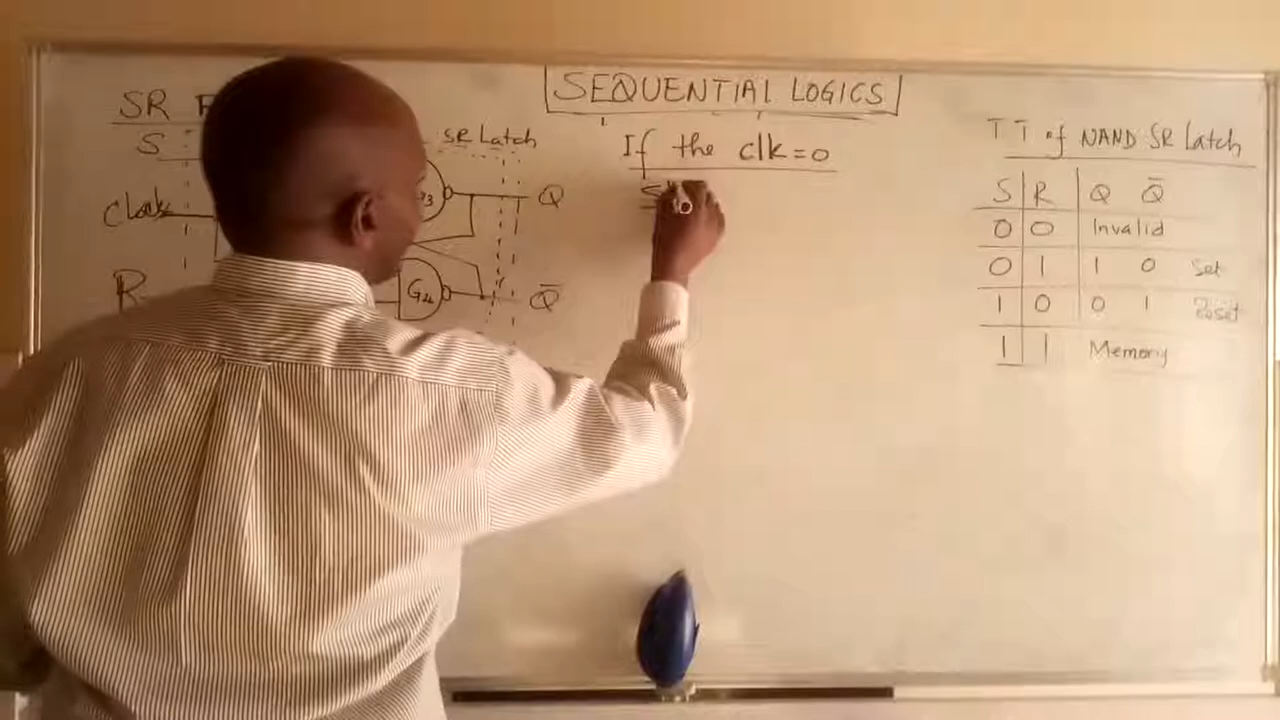 SEQUENTIAL LOGICS
SR F
S
SR Latch
Clock
G3
Q
R
G4
Q̄
If the clk = 0
TT of NAND SR Latch
S R Q Q̄
0 0 Invalid
0 1 1 0 Set
1 0 0 1 Reset
1 1 Memory